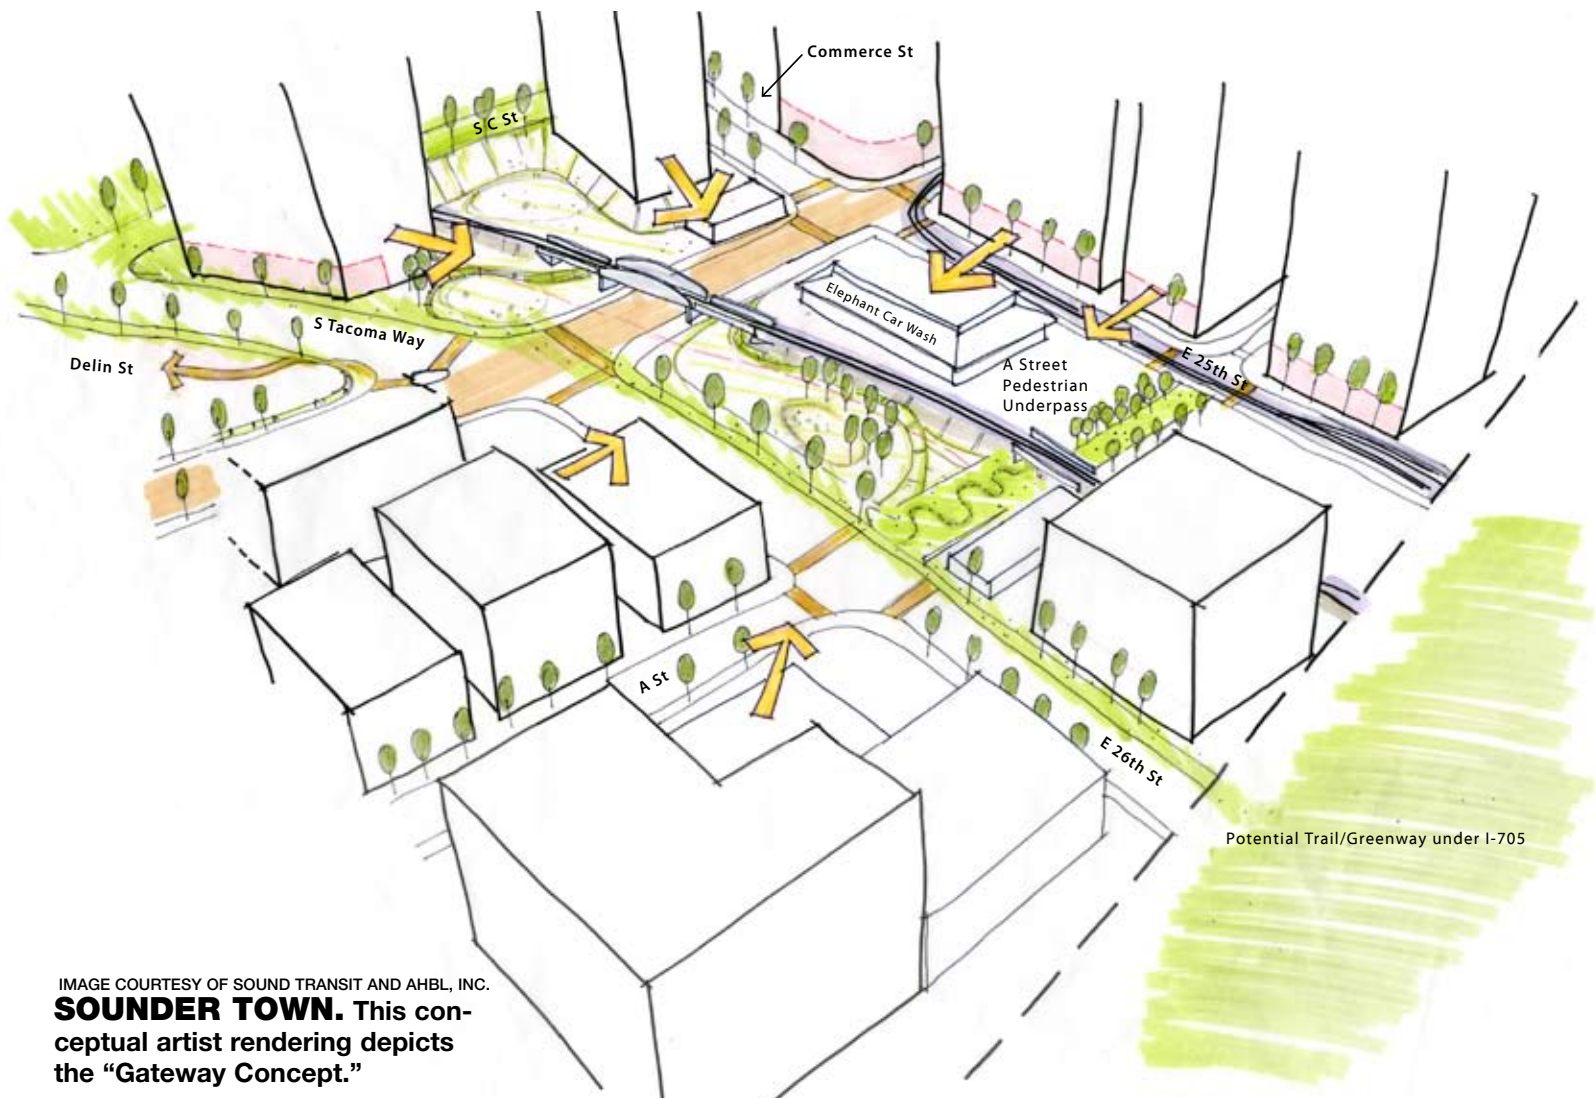 Commerce St
S C St
S Tacoma Way
Delin St
Elephant Car Wash
A Street
Pedestrian
Underpass
E 25th St
A St
E 26th St
Potential Trail/Greenway under I-705
IMAGE COURTESY OF SOUND TRANSIT AND AHBL, INC.
SOUNDER TOWN. This con-
ceptual artist rendering depicts
the “Gateway Concept.”